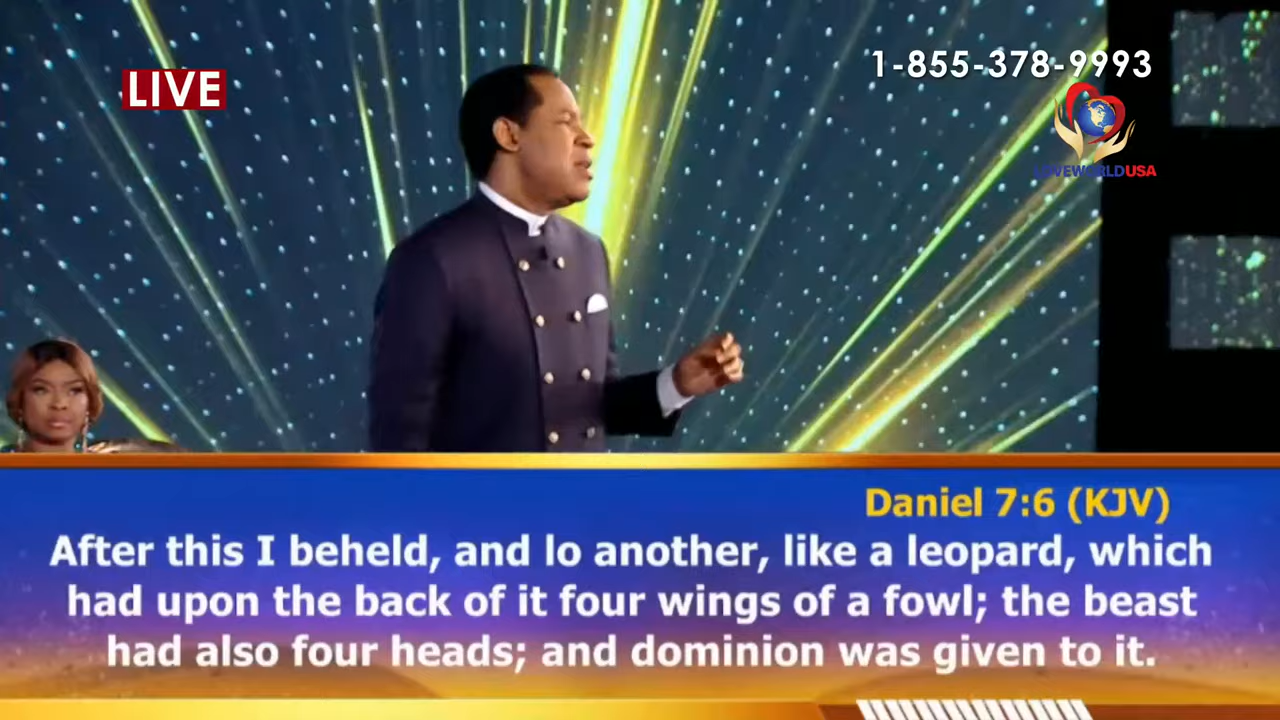 LIVE
1-855-378-9993
LOVEWORLDUSA
Daniel 7:6 (KJV)
After this I beheld, and lo another, like a leopard, which
had upon the back of it four wings of a fowl; the beast
had also four heads; and dominion was given to it.